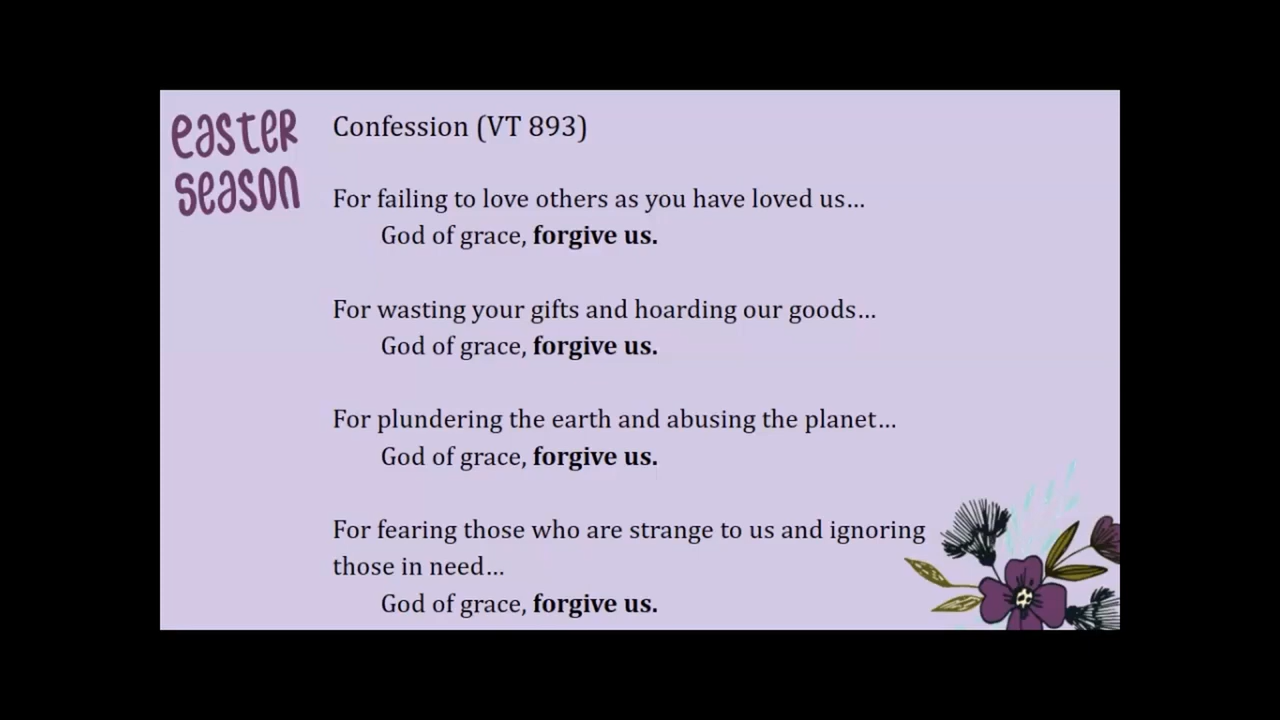 easter
season
Confession (VT 893)
For failing to love others as you have loved us…
God of grace, forgive us.
For wasting your gifts and hoarding our goods…
God of grace, forgive us.
For plundering the earth and abusing the planet…
God of grace, forgive us.
For fearing those who are strange to us and ignoring
those in need…
God of grace, forgive us.